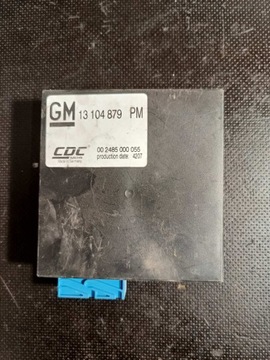 GM 13 104 879 PM
CDC
00 2485 000 056
production date: 4207